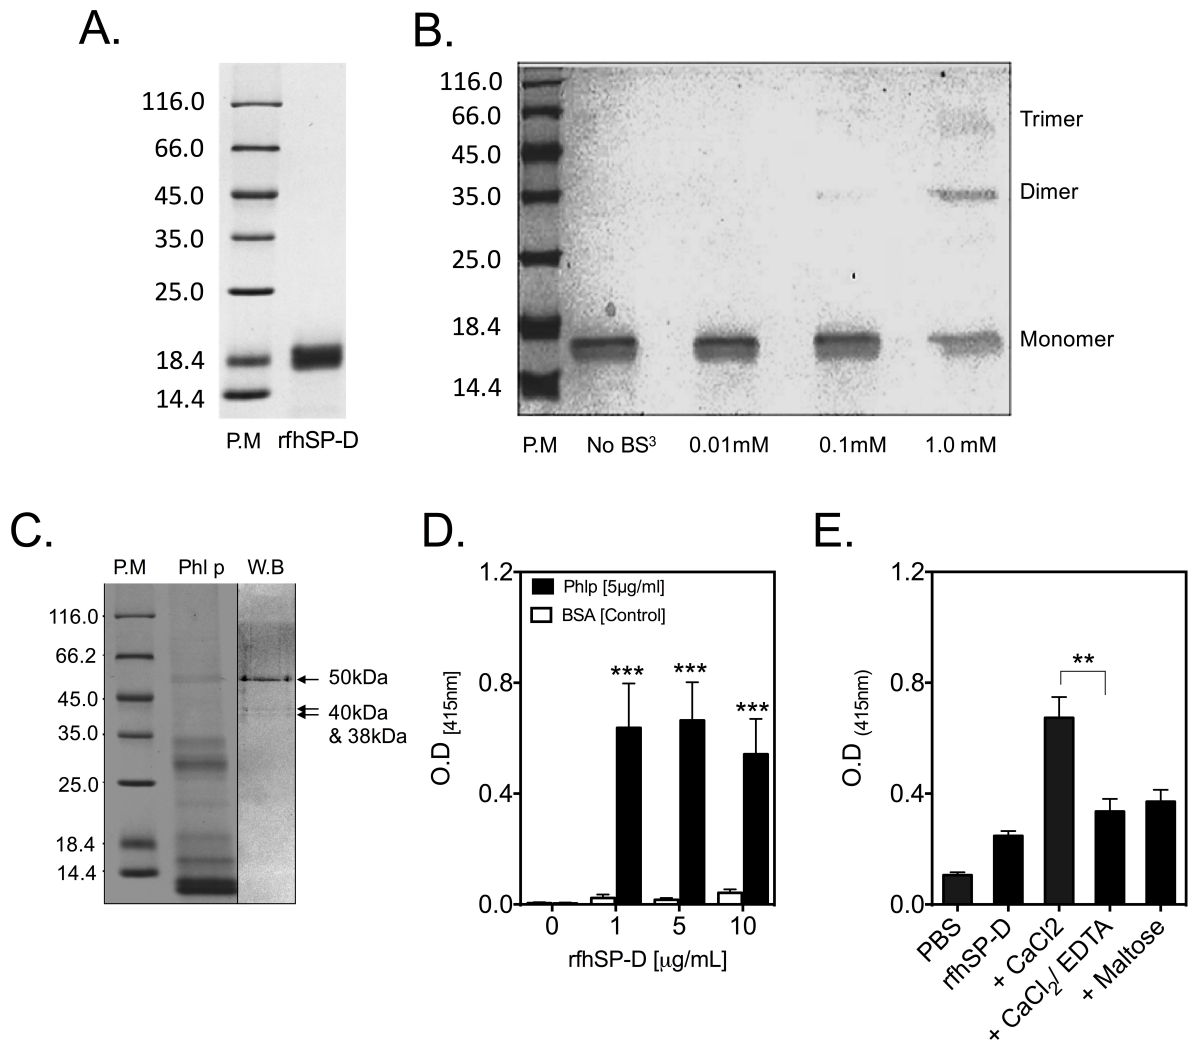 A.
116.0
66.0
45.0
35.0
25.0
18.4
14.4
P.M rfhSP-D
B.
116.0
66.0
45.0
35.0
25.0
18.4
14.4
Trimer
Dimer
Monomer
P.M No BS³ 0.01mM 0.1mM 1.0 mM
C.
P.M Phl p W.B
116.0
66.2
45.0
35.0
25.0
18.4
14.4
50kDa
40kDa
& 38kDa
D.
1.2
0.8
0.4
0.0
O.D [415nm]
Phlp [5µg/ml]
BSA [Control]
*** *** ***
0 1 5 10
rfhSP-D [µg/mL]
E.
1.2
0.8
0.4
0.0
O.D (415nm)
**
PBS
rfhSP-D
+ CaCl2
+ CaCl₂/ EDTA
+ Maltose